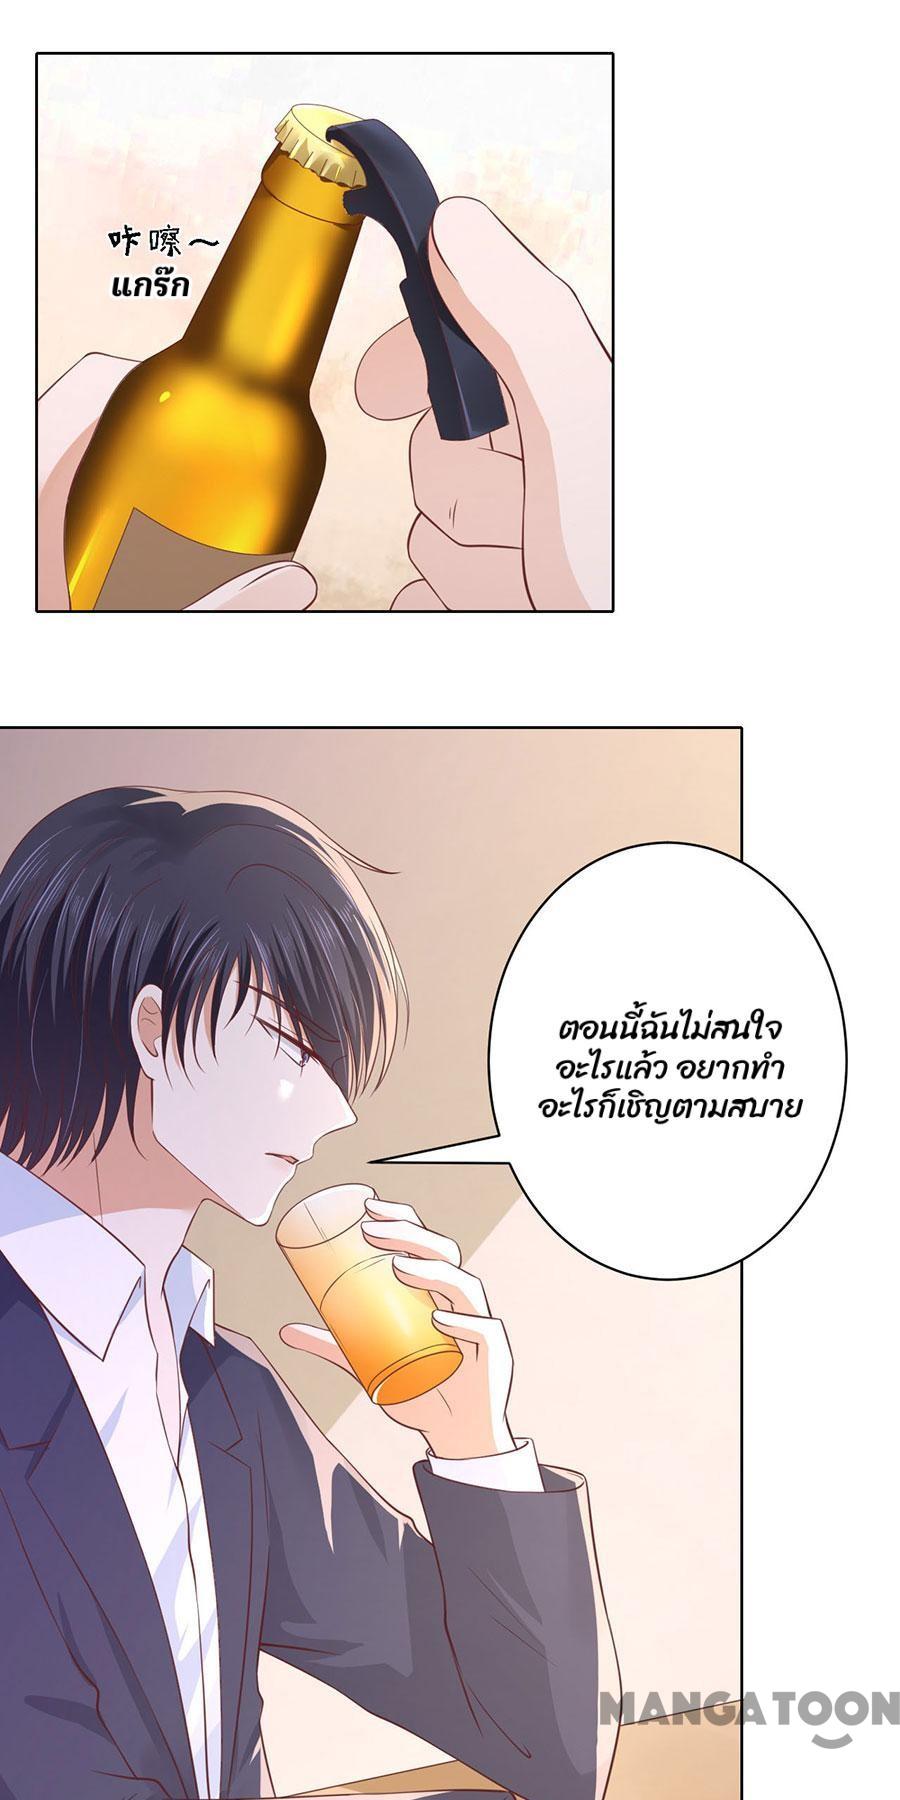 咔嚓~
แกร๊ก
ตอนนี้ฉันไม่สนใจ
อะไรแล้ว อยากทำ
อะไรก็เชิญตามสบาย
MANGATOON